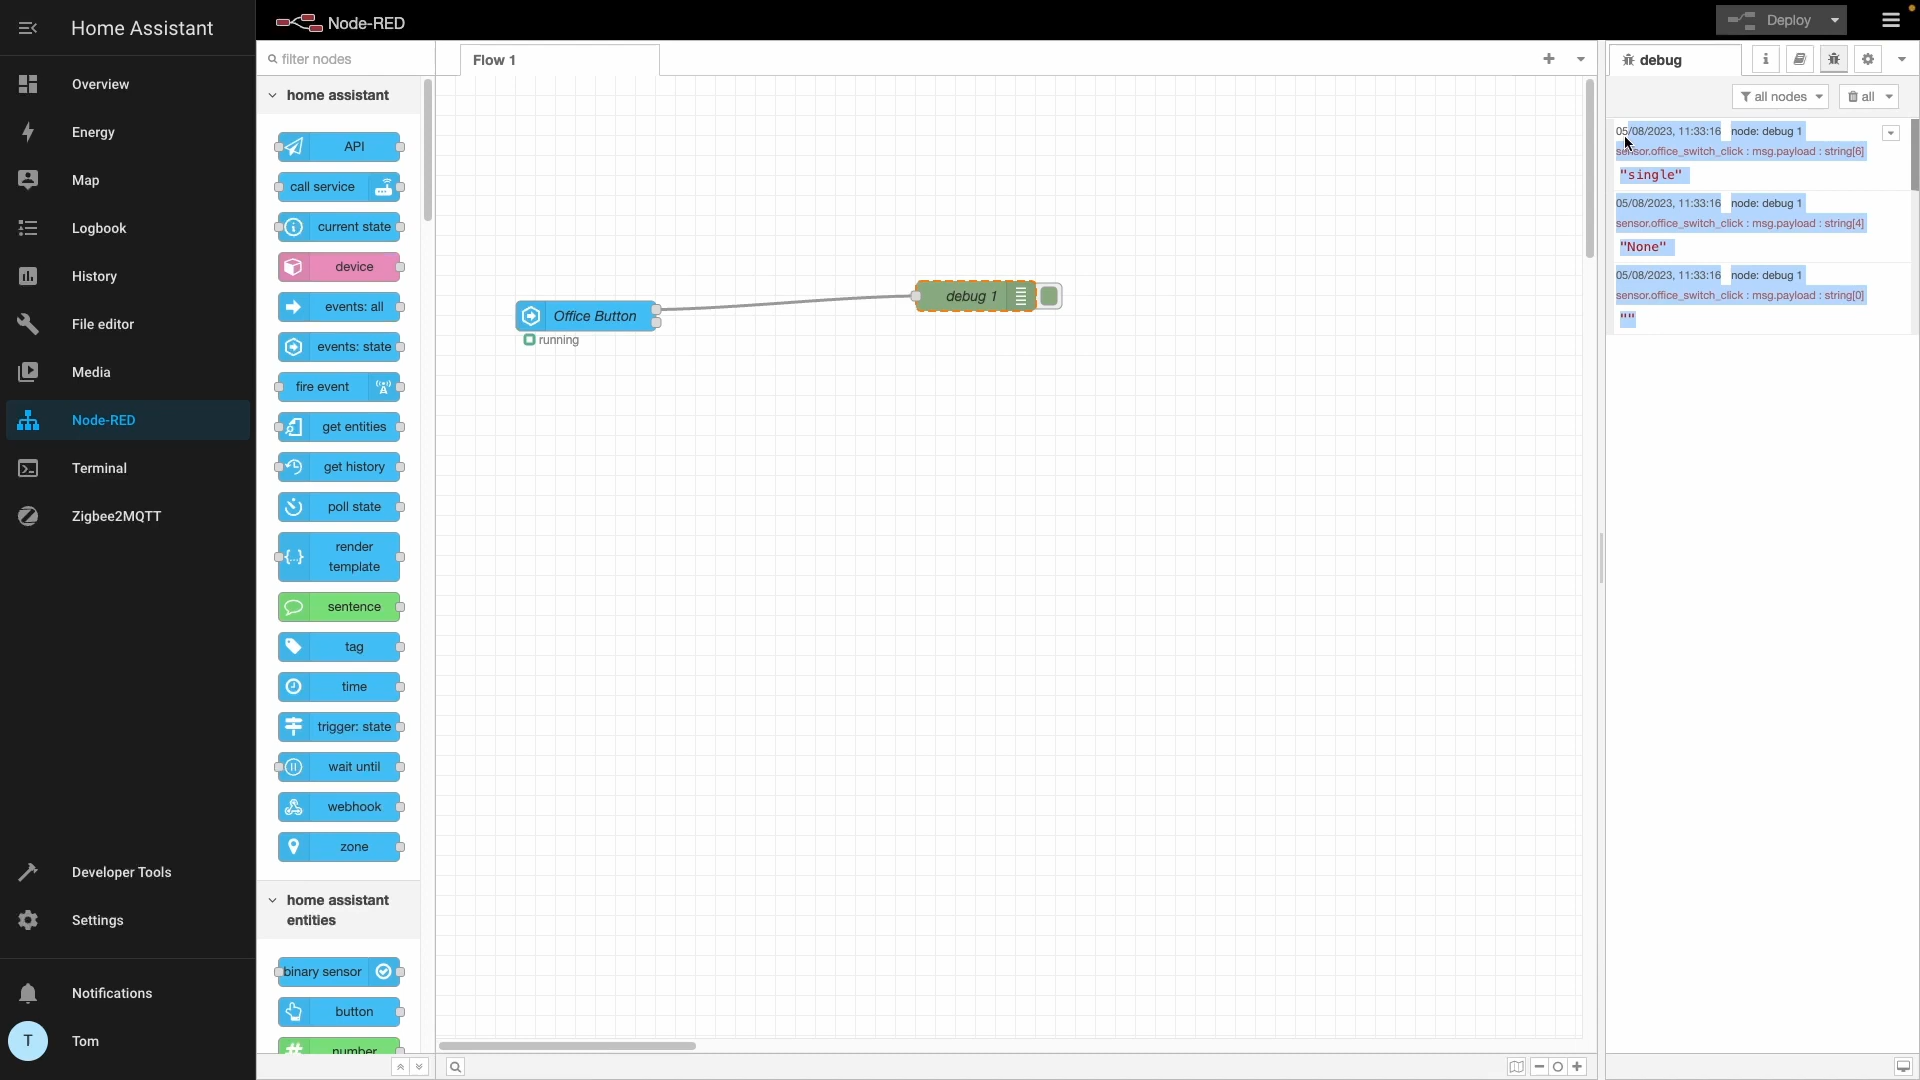 Home Assistant
Overview
Energy
Map
Logbook
History
File editor
Media
Node-RED
Terminal
Zigbee2MQTT
Developer Tools
Settings
Notifications
T
Tom
Node-RED
Deploy
filter nodes
home assistant
API
call service
current state
device
events: all
events: state
fire event
get entities
get history
poll state
render
template
sentence
tag
time
trigger: state
wait until
webhook
zone
home assistant
entities
binary sensor
button
number
Flow 1
Office Button
running
debug 1
debug
all nodes
all
05/08/2023, 11:33:16 node: debug 1
sensor.office_switch_click : msg.payload : string[6]
"single"
05/08/2023, 11:33:16 node: debug 1
sensor.office_switch_click : msg.payload : string[4]
"None"
05/08/2023, 11:33:16 node: debug 1
sensor.office_switch_click : msg.payload : string[0]
""